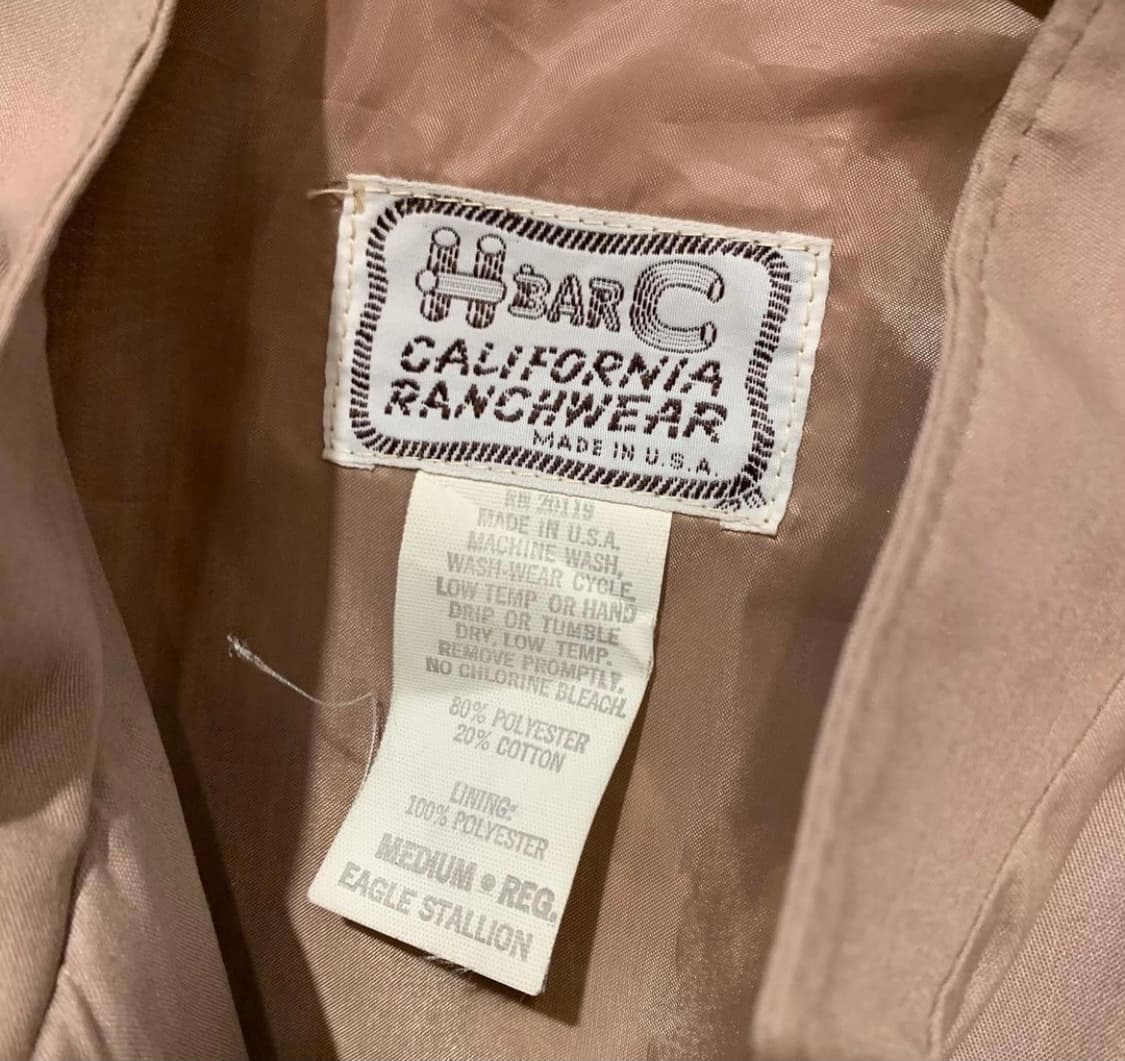 H BAR C
CALIFORNIA
RANCHWEAR
MADE IN U.S.A.
RN 20119
MADE IN U.S.A.
MACHINE WASH,
WASH-WEAR CYCLE,
LOW TEMP OR HAND
DRIP OR TUMBLE
DRY, LOW TEMP.
REMOVE PROMPTLY.
NO CHLORINE BLEACH.
80% POLYESTER
20% COTTON
LINING:
100% POLYESTER
MEDIUM • REG.
EAGLE STALLION